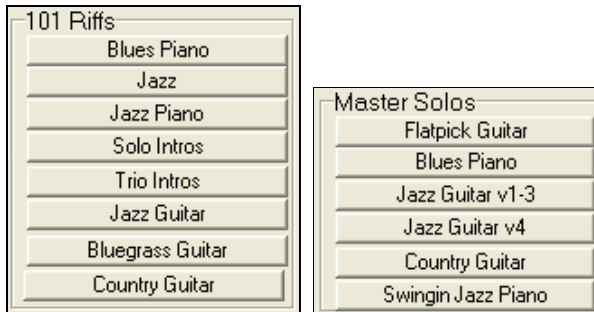 101 Riffs
Blues Piano
Jazz
Jazz Piano
Solo Intros
Trio Intros
Jazz Guitar
Bluegrass Guitar
Country Guitar
Master Solos
Flatpick Guitar
Blues Piano
Jazz Guitar v1-3
Jazz Guitar v4
Country Guitar
Swingin Jazz Piano